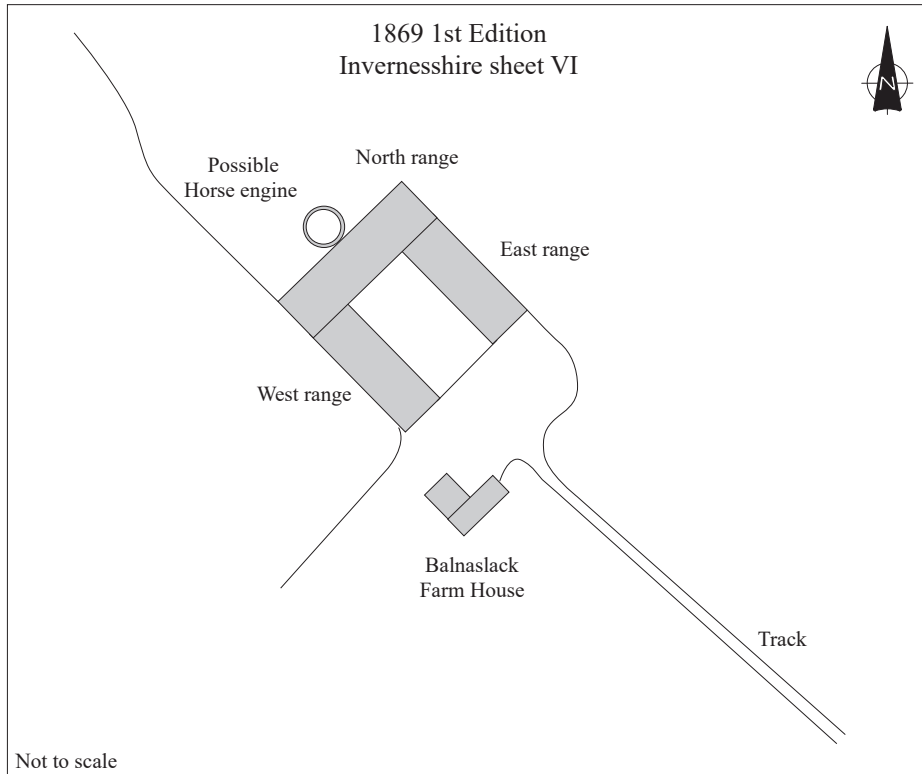 1869 1st Edition
Invernesshire sheet VI
N
Possible
Horse engine
North range
East range
West range
Balnaslack
Farm House
Track
Not to scale